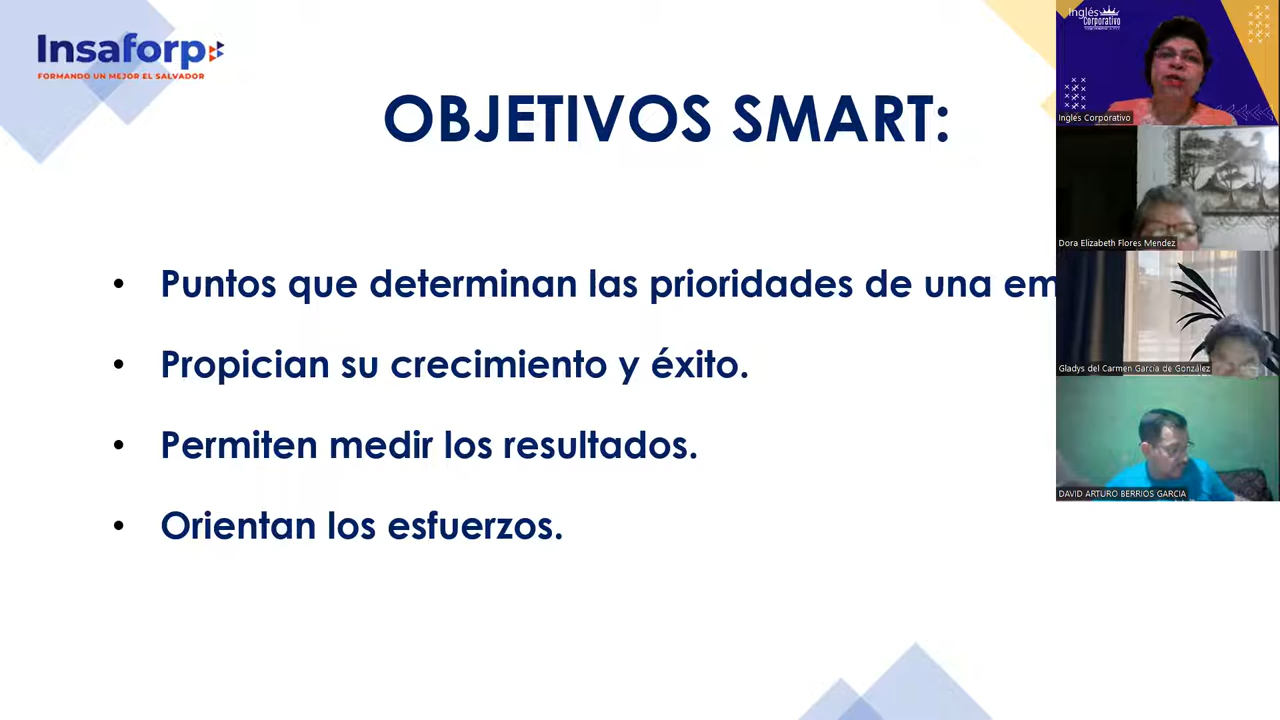 Insaforp
FORMANDO UN MEJOR EL SALVADOR
OBJETIVOS SMART:
• Puntos que determinan las prioridades de una em
• Propician su crecimiento y éxito.
• Permiten medir los resultados.
• Orientan los esfuerzos.
Inglés
Corporativo
Inglés Corporativo
Dora Elizabeth Flores Mendez
Gladys del Carmen Garcia de González
DAVID ARTURO BERRIOS GARCIA